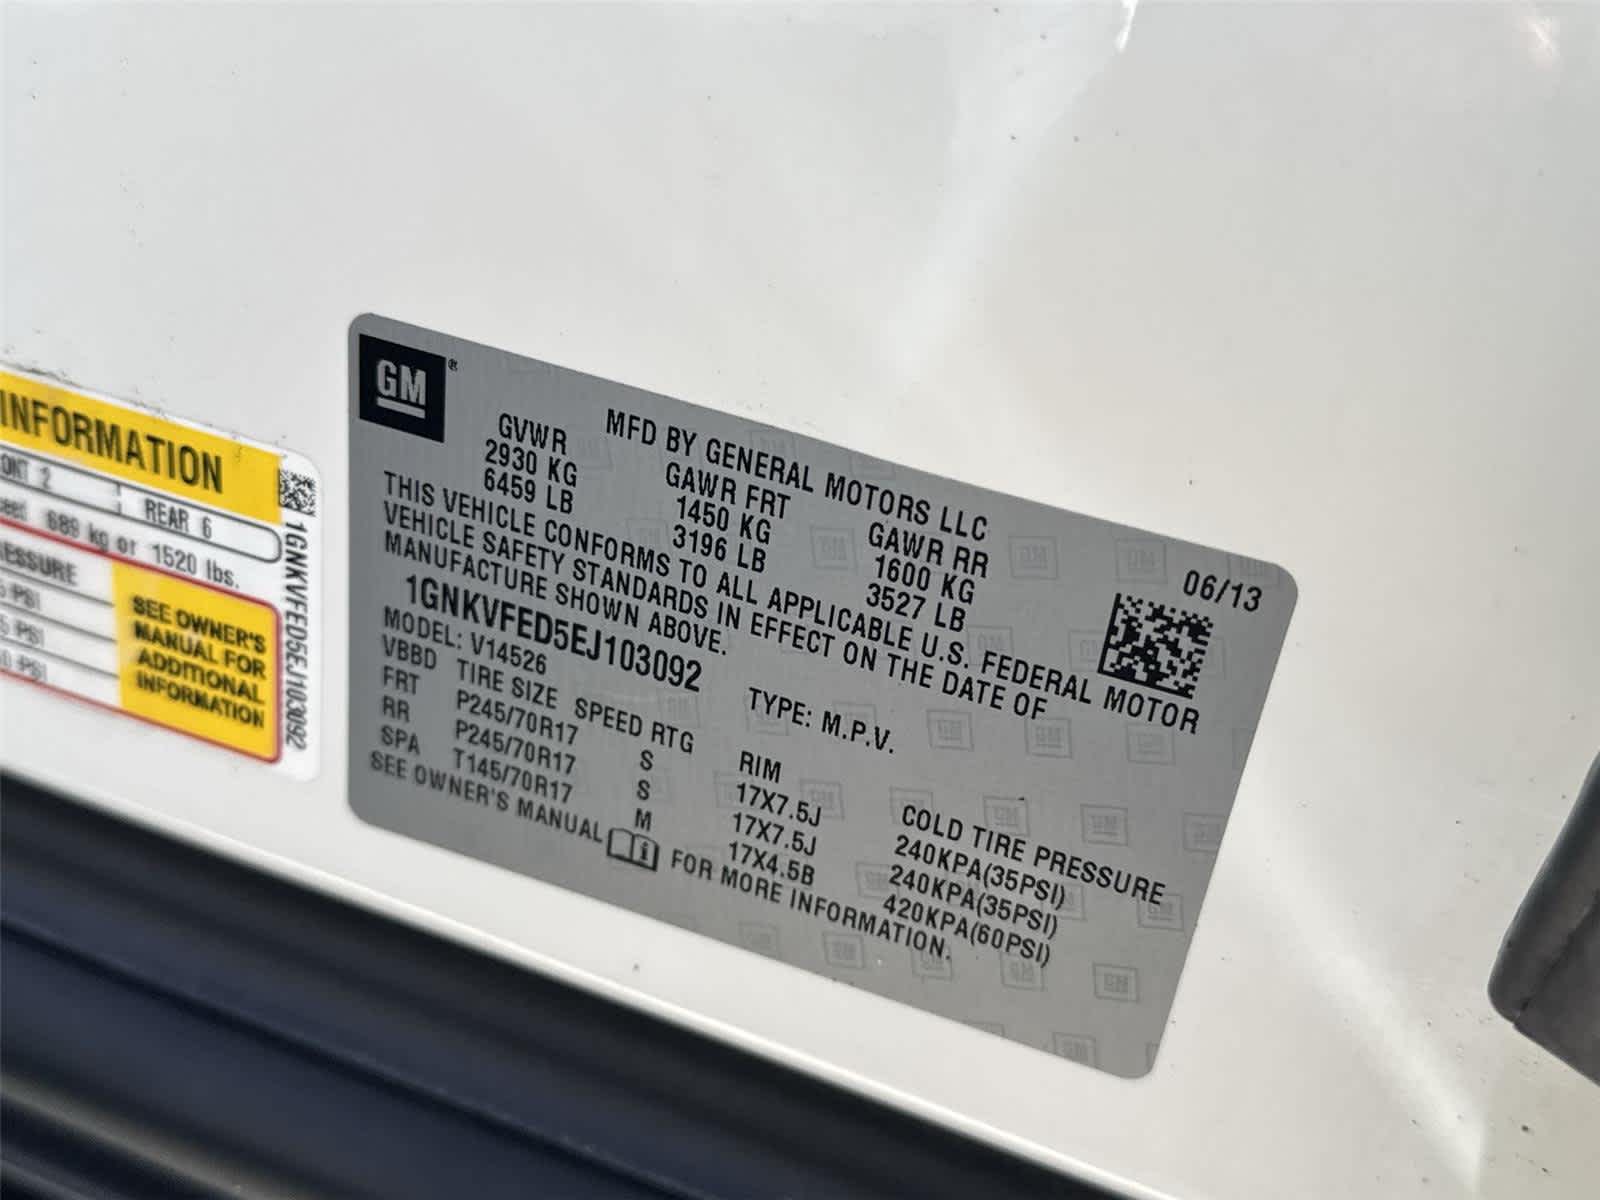 GM®
MFD BY GENERAL MOTORS LLC
06/13
GVWR GAWR FRT GAWR RR
2930 KG 1450 KG 1600 KG
6459 LB 3196 LB 3527 LB
THIS VEHICLE CONFORMS TO ALL APPLICABLE U.S. FEDERAL MOTOR
VEHICLE SAFETY STANDARDS IN EFFECT ON THE DATE OF
MANUFACTURE SHOWN ABOVE.
1GNKVFED5EJ103092 TYPE: M.P.V.
MODEL: V14526
VBBD TIRE SIZE SPEED RTG RIM COLD TIRE PRESSURE
FRT P245/70R17 S 17X7.5J 240KPA(35PSI)
RR P245/70R17 S 17X7.5J 240KPA(35PSI)
SPA T145/70R17 M 17X4.5B 420KPA(60PSI)
SEE OWNER'S MANUAL FOR MORE INFORMATION.
INFORMATION
2 REAR 6
689 kg or 1520 lbs.
PSI
PSI
PSI
SEE OWNER'S
MANUAL FOR
ADDITIONAL
INFORMATION
1GNKVFED5EJ103092